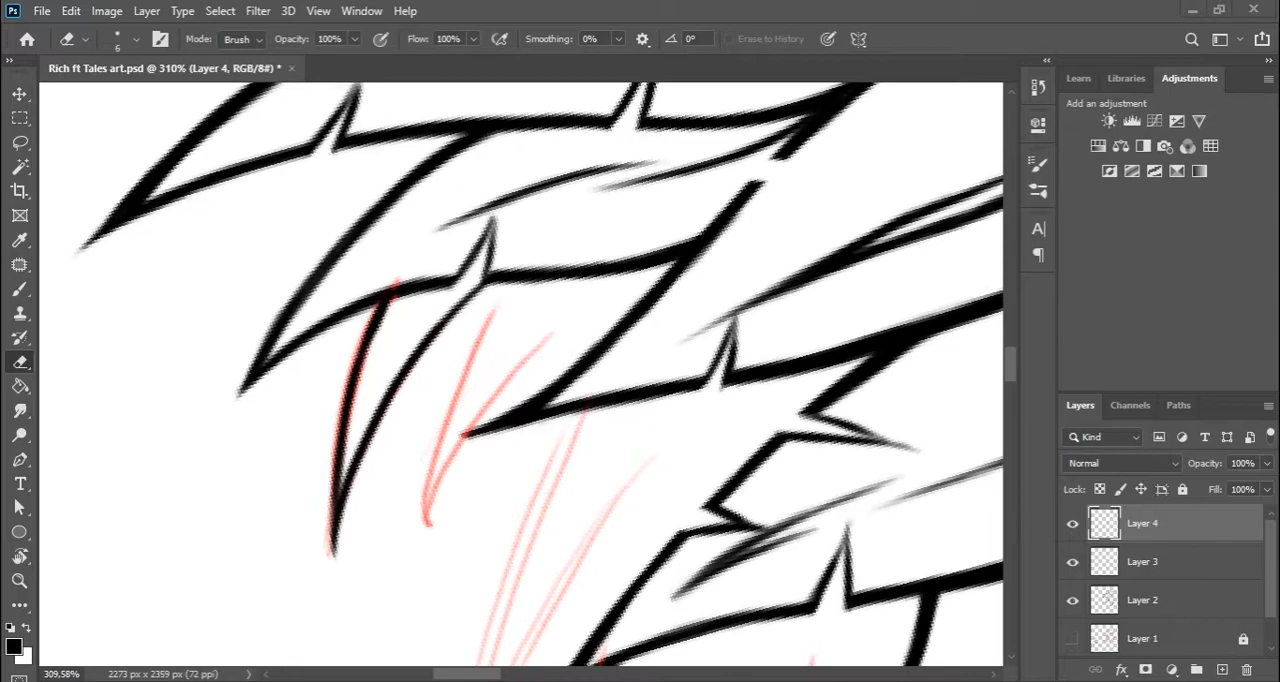 Ps File Edit Image Layer Type Select Filter 3D View Window Help
6 Mode: Brush Opacity: 100% Flow: 100% Smoothing: 0% 0° Erase to History
Rich ft Tales art.psd @ 310% (Layer 4, RGB/8#) * ×
Learn Libraries Adjustments
Add an adjustment
Layers Channels Paths
Kind
Normal Opacity: 100%
Lock: Fill: 100%
Layer 4
Layer 3
Layer 2
Layer 1
309,58% 2273 px x 2359 px (72 ppi)